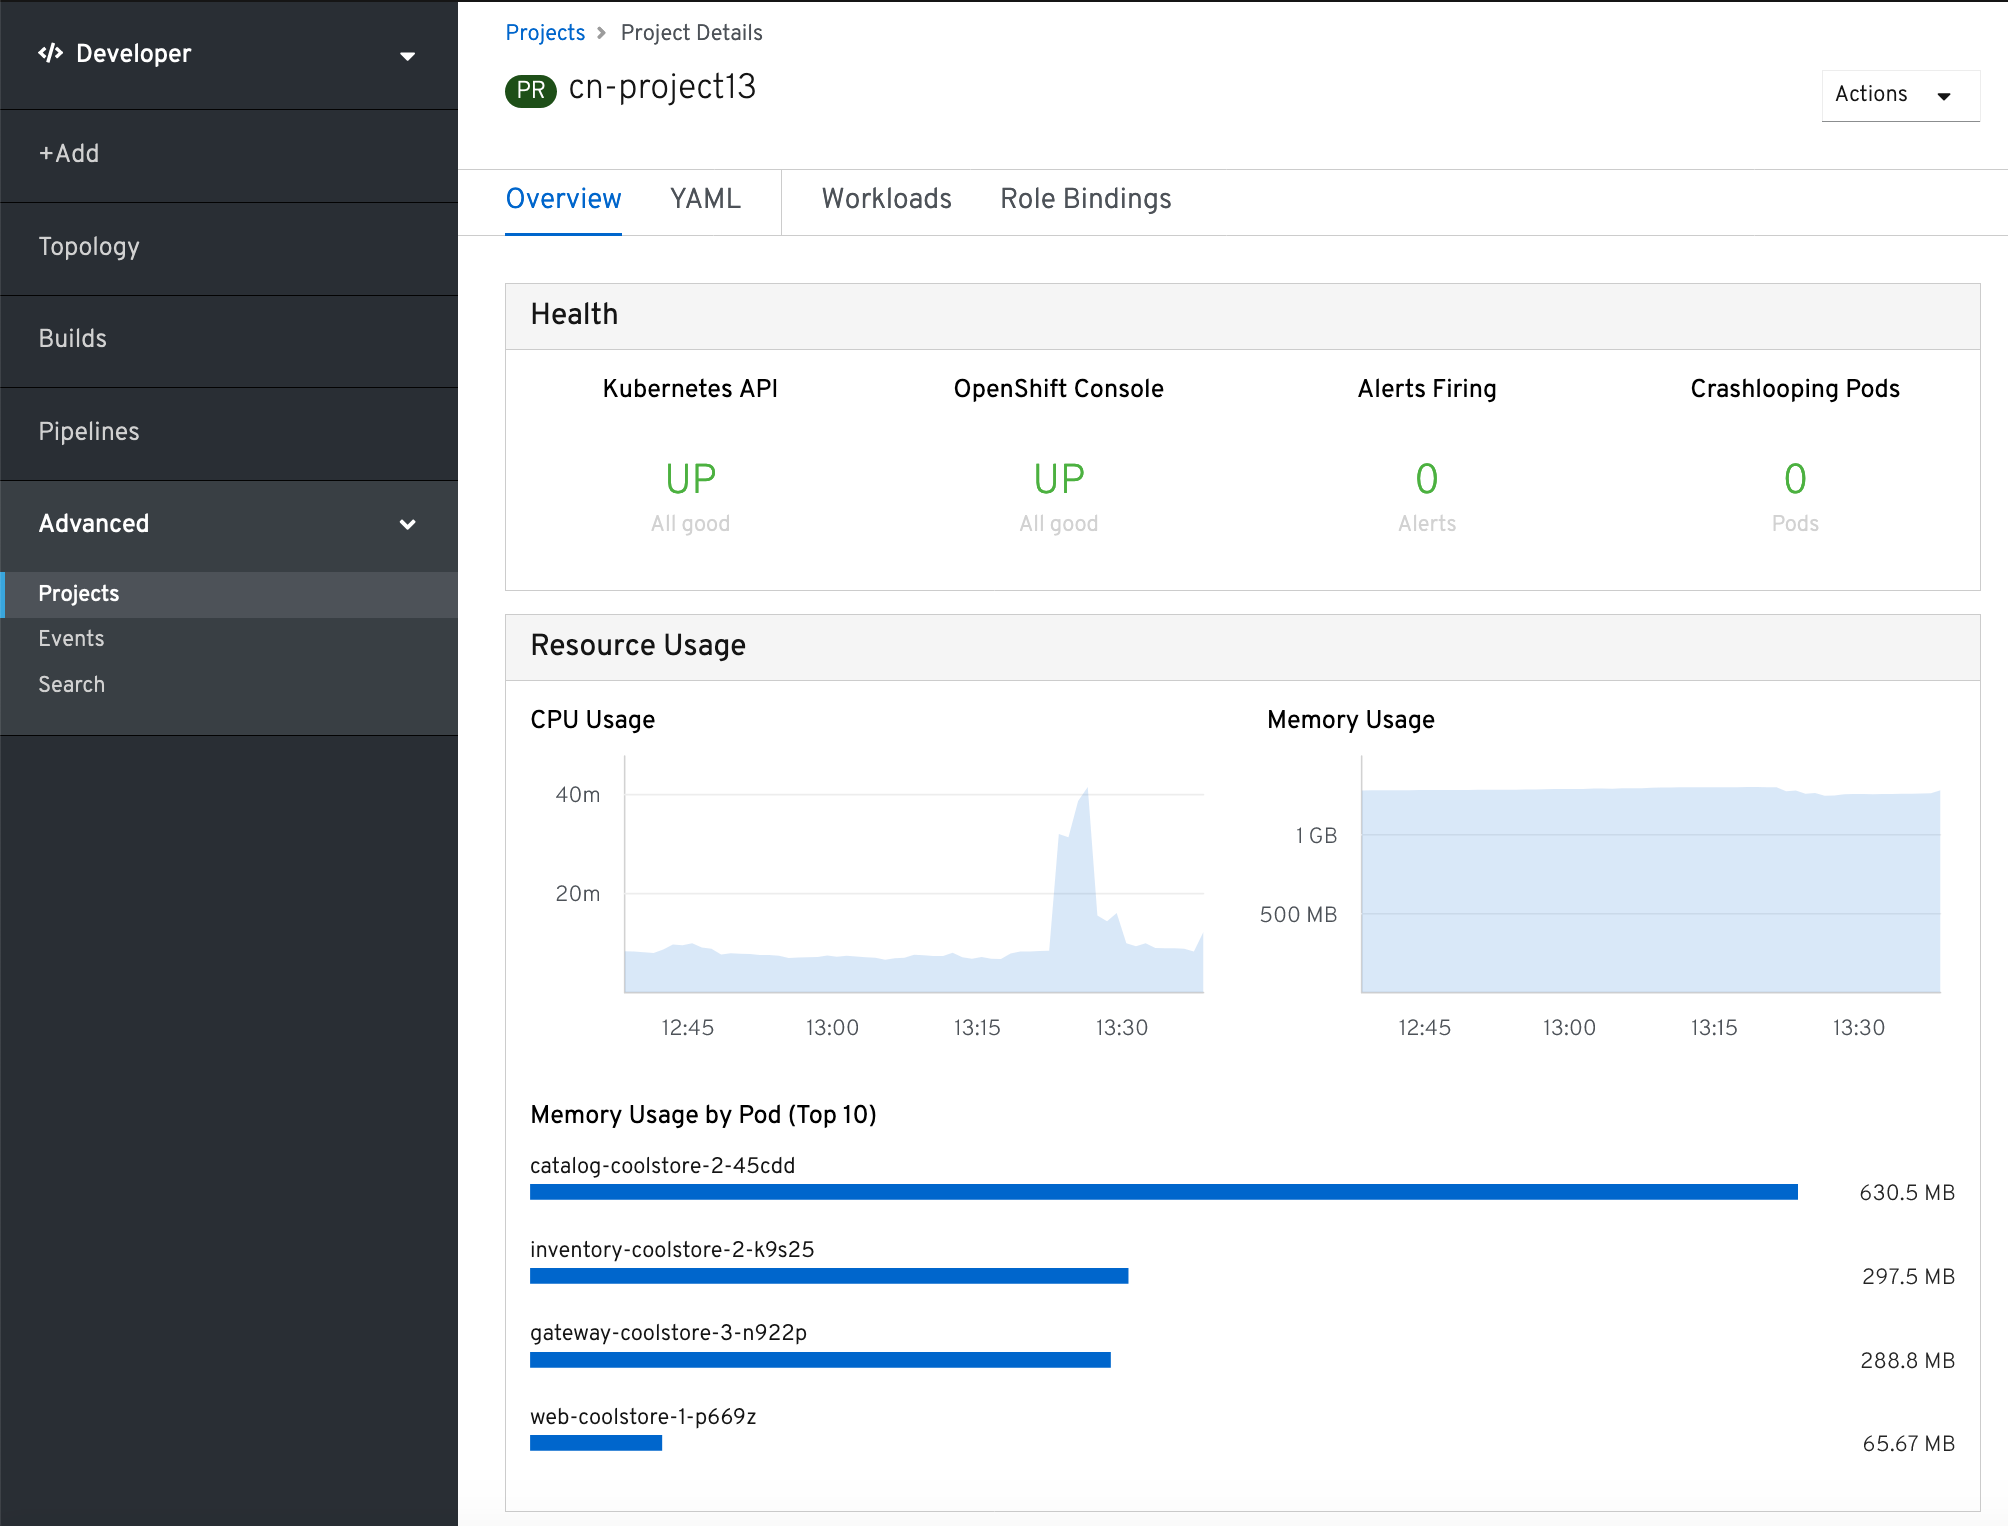 Developer
+Add
Topology
Builds
Pipelines
Advanced
Projects
Events
Search
Projects Project Details
PR cn-project13
Actions
Overview YAML Workloads Role Bindings
Health
Kubernetes API OpenShift Console Alerts Firing Crashlooping Pods
UP UP 0 0
All good All good Alerts Pods
Resource Usage
CPU Usage
40m
20m
12:45 13:00 13:15 13:30
Memory Usage
1 GB
500 MB
12:45 13:00 13:15 13:30
Memory Usage by Pod (Top 10)
catalog-coolstore-2-45cdd
630.5 MB
inventory-coolstore-2-k9s25
297.5 MB
gateway-coolstore-3-n922p
288.8 MB
web-coolstore-1-p669z
65.67 MB